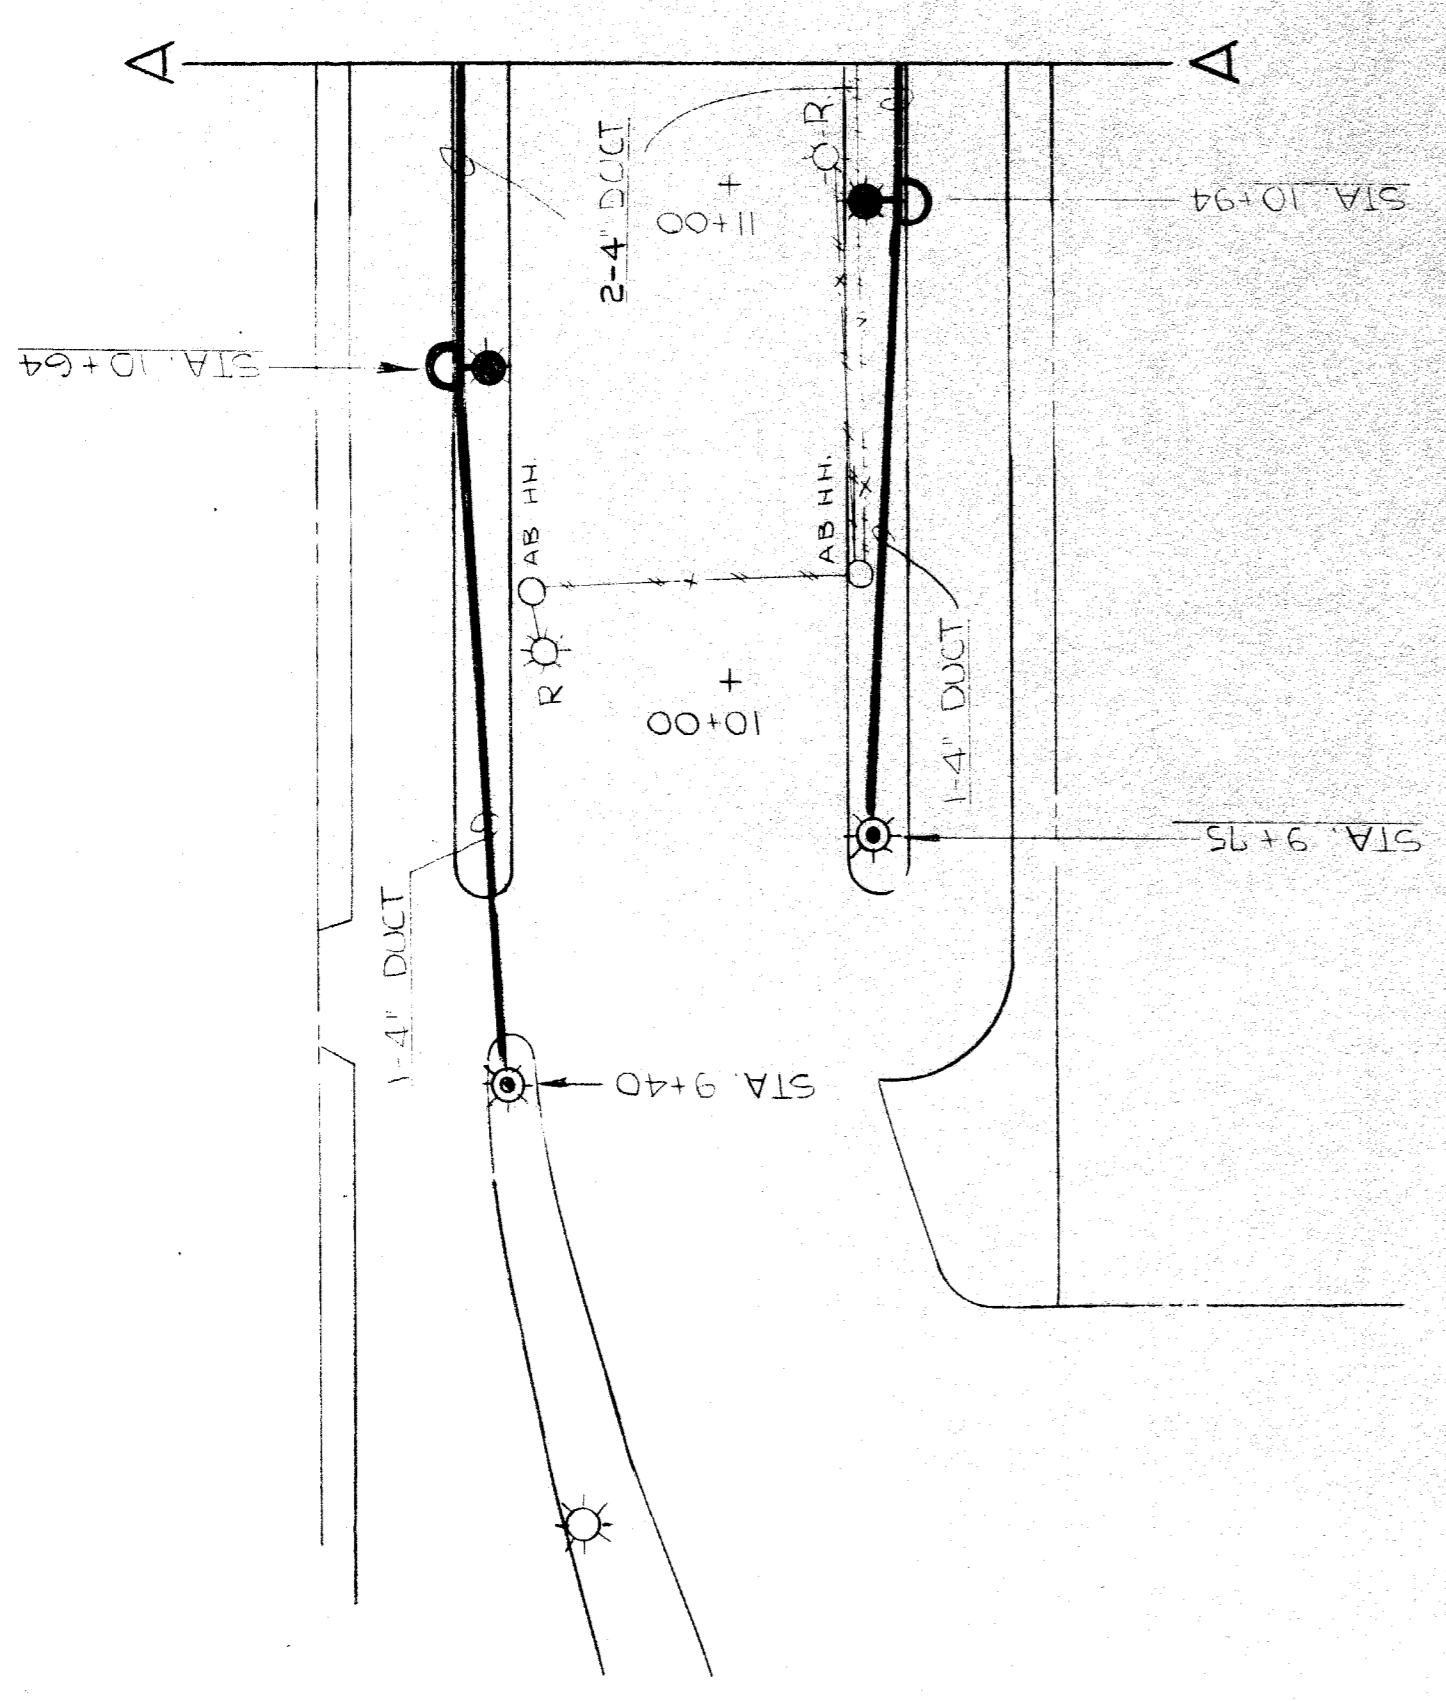 A
A
R
2-4" DUCT
11+00
STA. 10+94
STA. 10+64
AB HH.
AB HH.
R
10+00
1-4" DUCT
STA. 9+75
1-4" DUCT
STA. 9+40